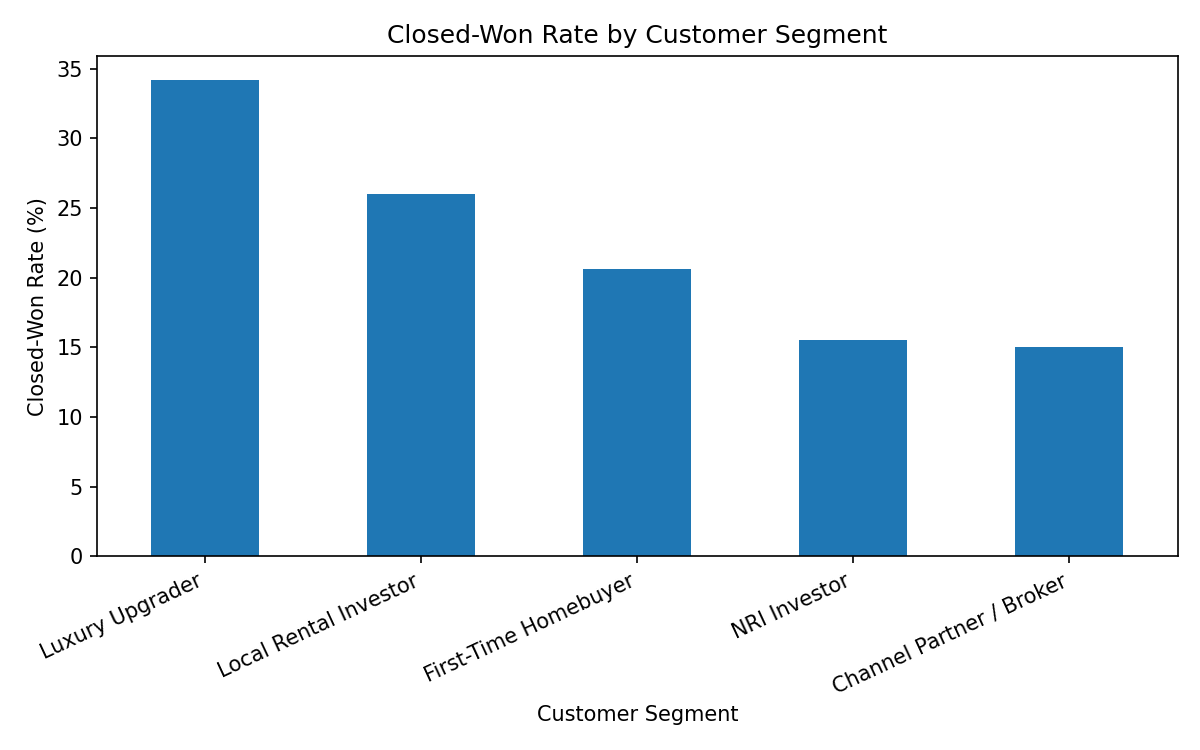 Closed-Won Rate by Customer Segment
Closed-Won Rate (%)
35
30
25
20
15
10
5
0
Luxury Upgrader
Local Rental Investor
First-Time Homebuyer
NRI Investor
Channel Partner / Broker
Customer Segment